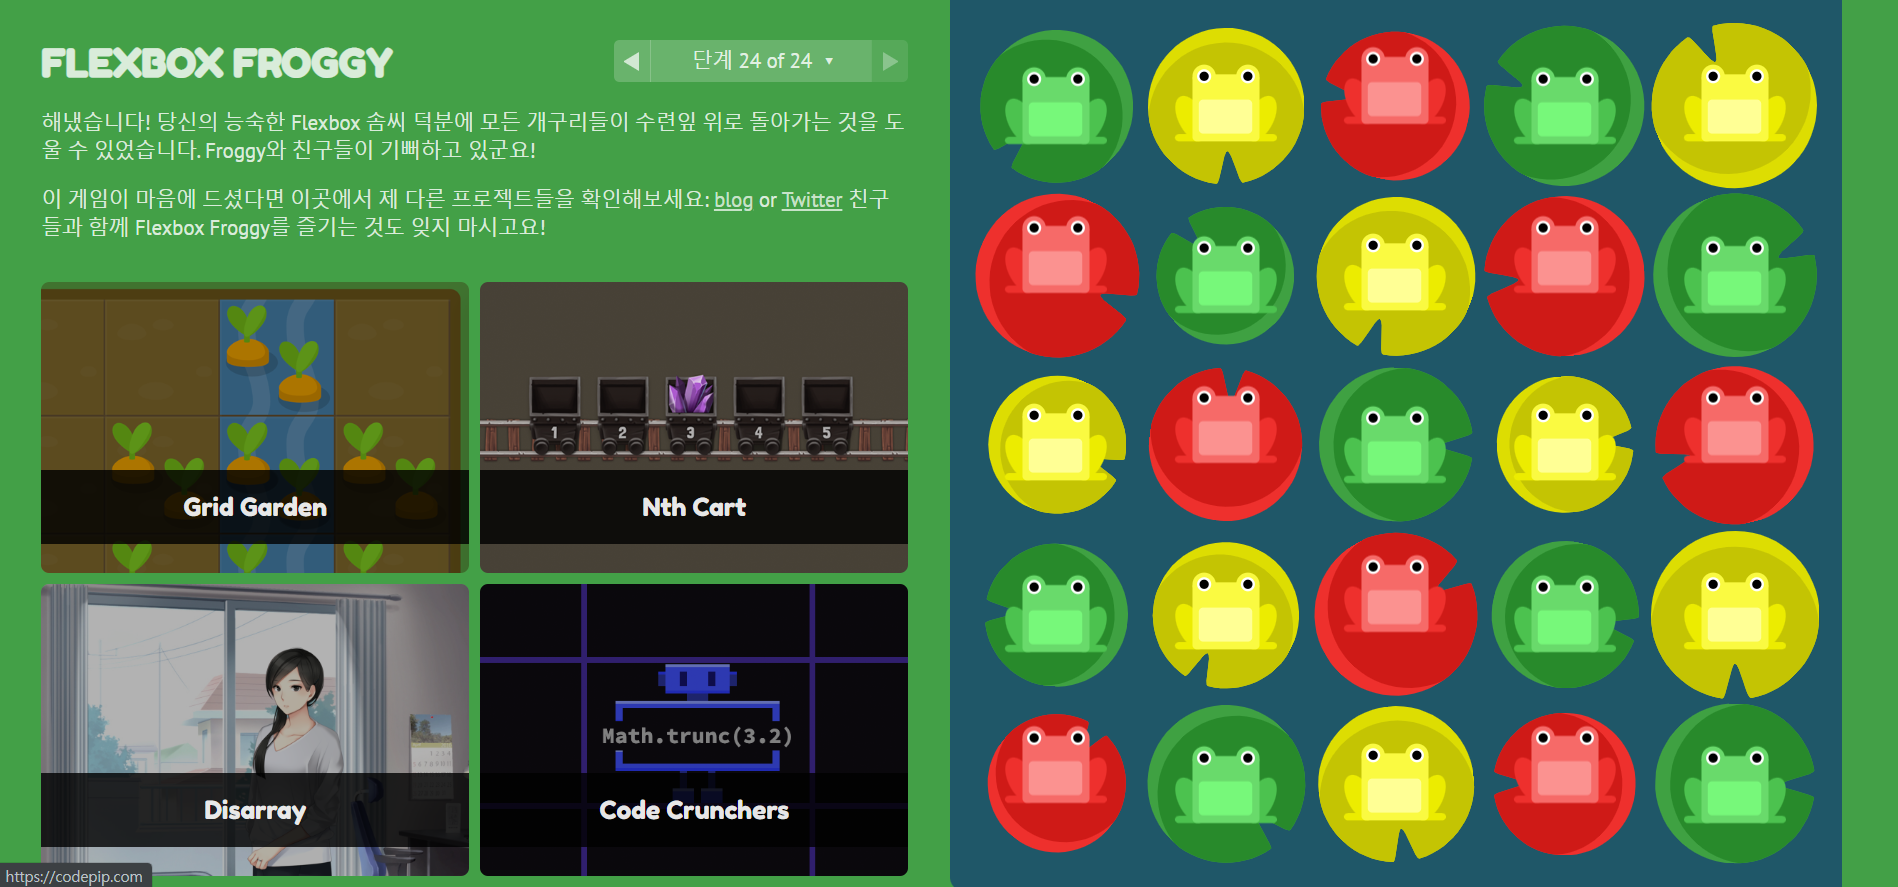 FLEXBOX FROGGY
단계 24 of 24 ▼
해냈습니다! 당신의 능숙한 Flexbox 솜씨 덕분에 모든 개구리들이 수련잎 위로 돌아가는 것을 도
울 수 있었습니다. Froggy와 친구들이 기뻐하고 있군요!
이 게임이 마음에 드셨다면 이곳에서 제 다른 프로젝트들을 확인해보세요: blog or Twitter 친구
들과 함께 Flexbox Froggy를 즐기는 것도 잊지 마시고요!
Grid Garden
1 2 3 4 5
Nth Cart
Disarray
Math.trunc(3.2)
Code Crunchers
https://codepip.com